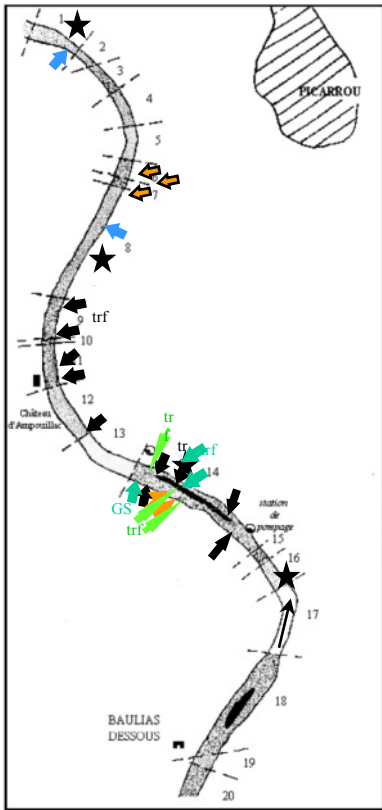 1
2
PICARROU
3
4
5
6
7
8
9
trf
10
11
Château
d'Ampouillac
12
13
tr
f
tr
trf
14
GS
trf
station
de
pompage
15
16
17
18
BAULIAS
DESSOUS
19
20